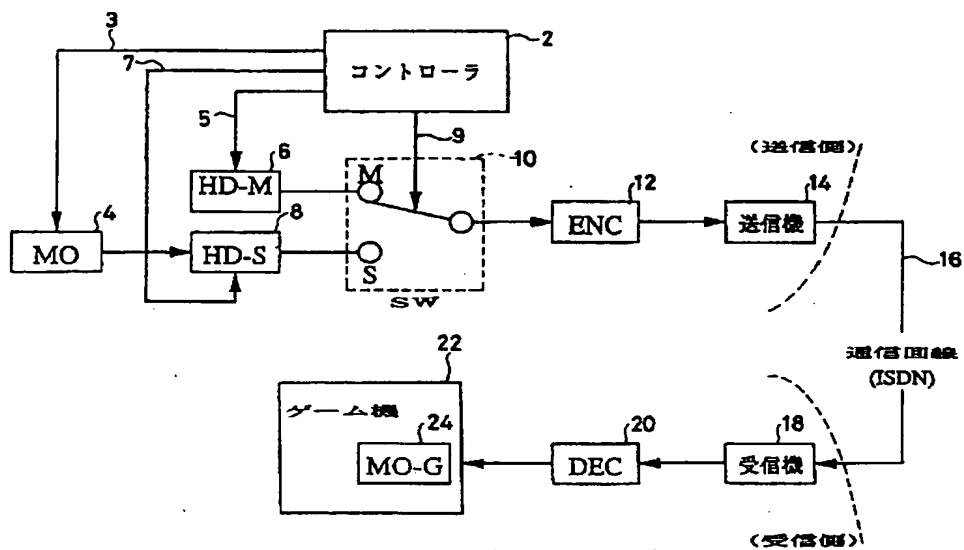 3
2
7
コントローラ
5
9
(送信側)
6
10
HD-M
M
12
14
4
8
MO
HD-S
ENC
送信機
S
16
SW
通信回線
(ISDN)
22
ゲーム機
24
20
18
MO-G
DEC
受信機
(受信側)